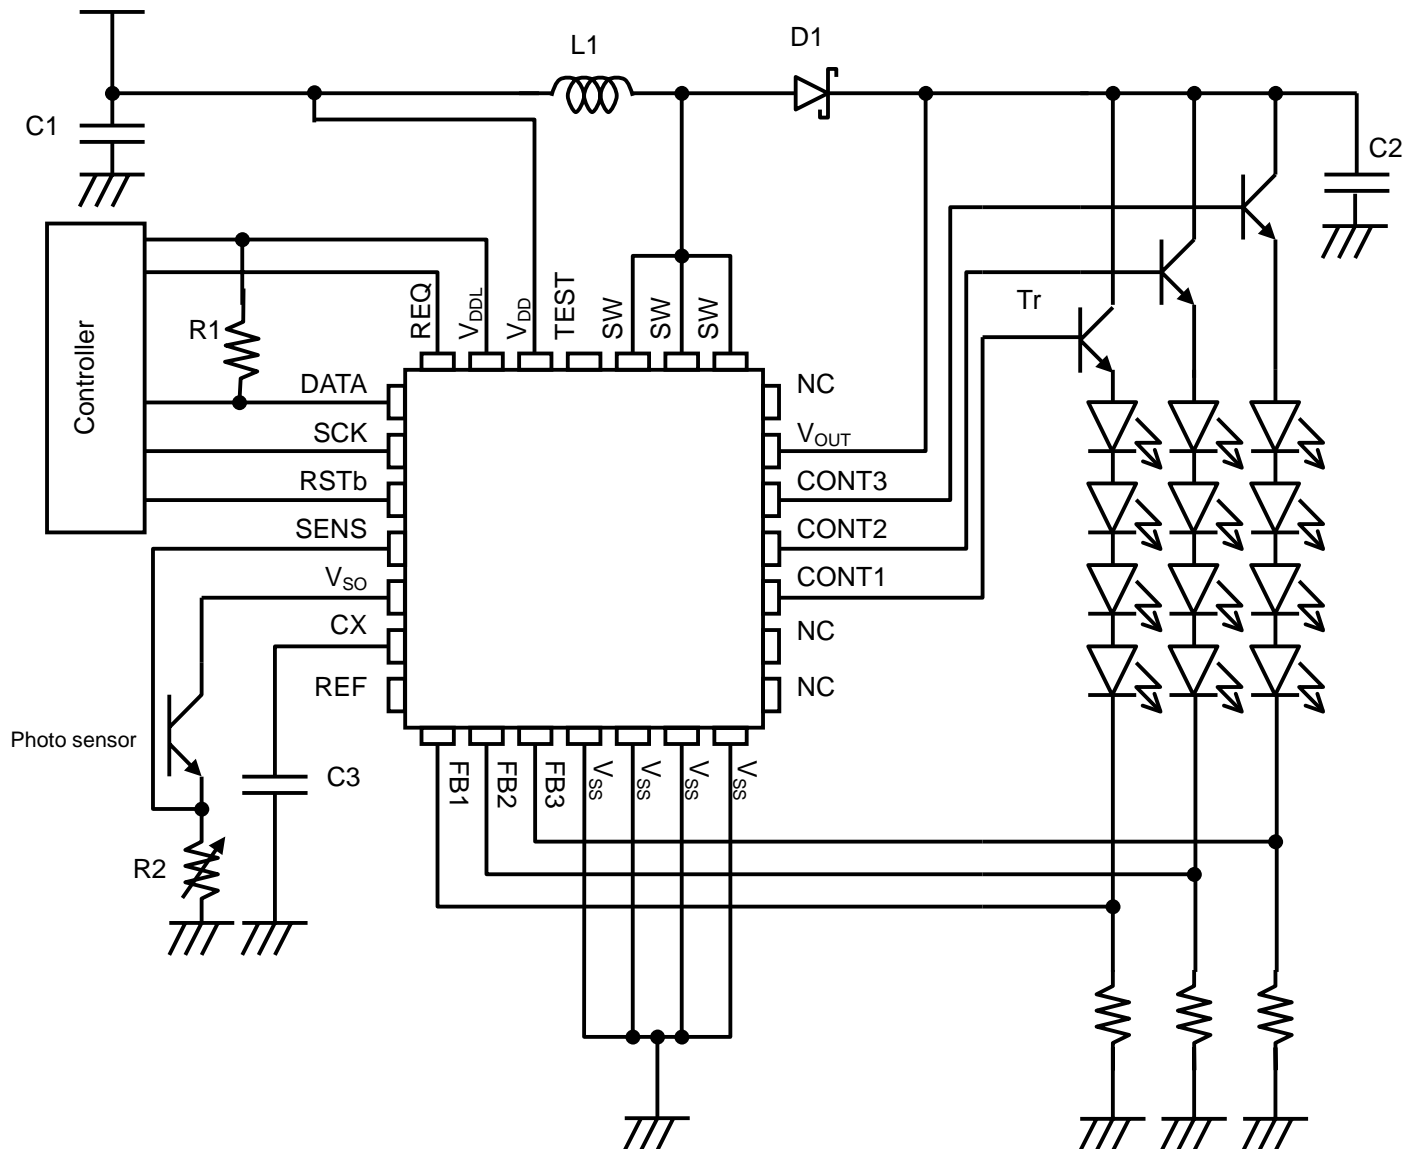 L1
D1
C1
C2
Controller
R1
REQ
VDDL
VDD
TEST
SW
SW
SW
Tr
DATA
SCK
RSTb
SENS
VSO
CX
REF
NC
VOUT
CONT3
CONT2
CONT1
NC
NC
Photo sensor
R2
C3
FB1
FB2
FB3
VSS
VSS
VSS
VSS